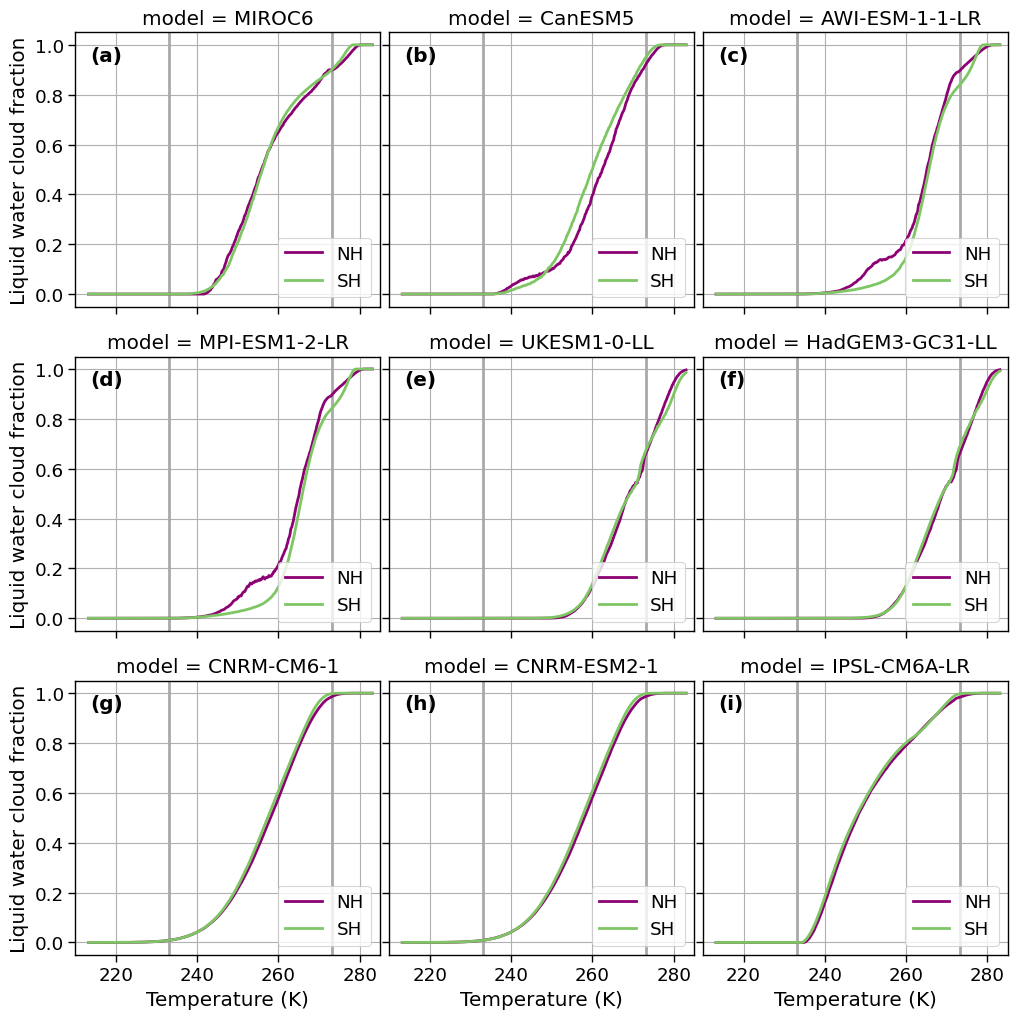 model = MIROC6
model = CanESM5
model = AWI-ESM-1-1-LR
Liquid water cloud fraction
1.0
0.8
0.6
0.4
0.2
0.0
(a)
NH
SH
(b)
NH
SH
(c)
NH
SH
model = MPI-ESM1-2-LR
model = UKESM1-0-LL
model = HadGEM3-GC31-LL
Liquid water cloud fraction
1.0
0.8
0.6
0.4
0.2
0.0
(d)
NH
SH
(e)
NH
SH
(f)
NH
SH
model = CNRM-CM6-1
model = CNRM-ESM2-1
model = IPSL-CM6A-LR
Liquid water cloud fraction
1.0
0.8
0.6
0.4
0.2
0.0
(g)
NH
SH
(h)
NH
SH
(i)
NH
SH
220 240 260 280
220 240 260 280
220 240 260 280
Temperature (K)
Temperature (K)
Temperature (K)